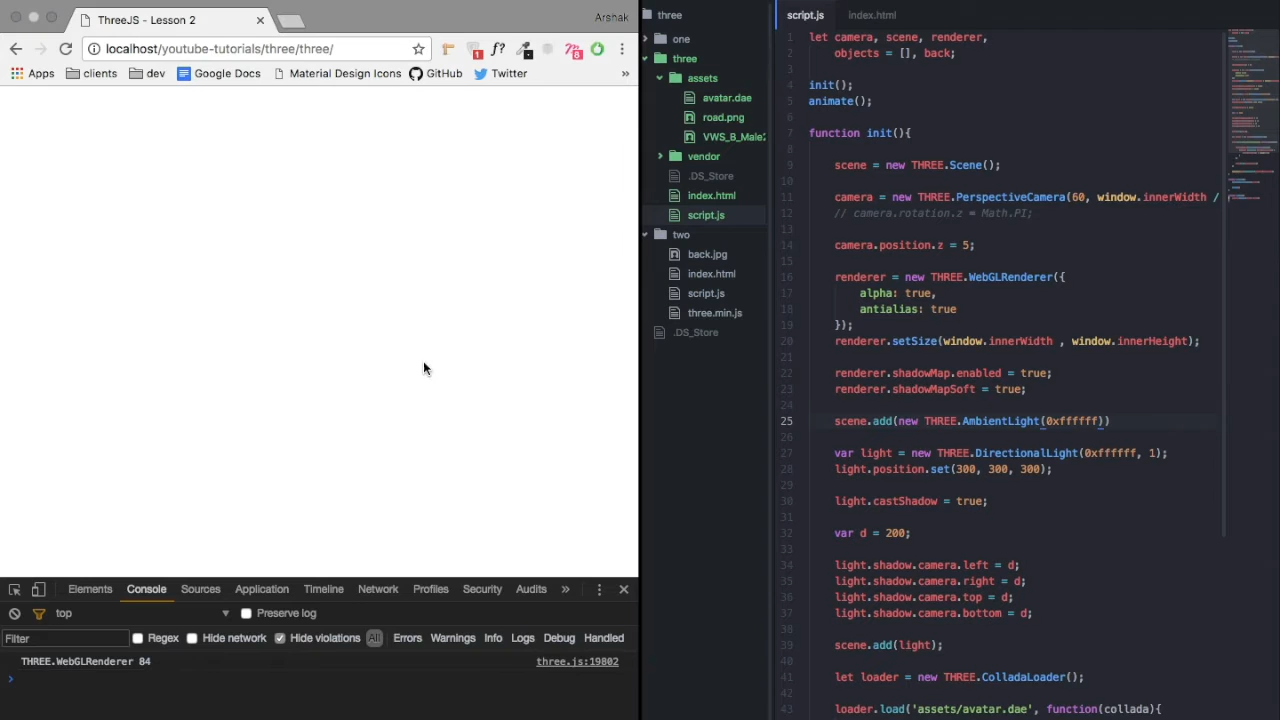 ThreeJS - Lesson 2
Arshak
localhost/youtube-tutorials/three/three/
f?
1
8
Apps clients dev Google Docs Material Design Icons GitHub Twitter »
Elements Console Sources Application Timeline Network Profiles Security Audits »
top Preserve log
Filter Regex Hide network Hide violations All Errors Warnings Info Logs Debug Handled
THREE.WebGLRenderer 84 three.js:19802
>
three
one
three
assets
avatar.dae
road.png
VWS_B_Male2
vendor
.DS_Store
index.html
script.js
two
back.jpg
index.html
script.js
three.min.js
.DS_Store
script.js index.html
1 let camera, scene, renderer,
2 objects = [], back;
3
4 init();
5 animate();
6
7 function init(){
8
9 scene = new THREE.Scene();
10
11 camera = new THREE.PerspectiveCamera(60, window.innerWidth /
12 // camera.rotation.z = Math.PI;
13
14 camera.position.z = 5;
15
16 renderer = new THREE.WebGLRenderer({
17 alpha: true,
18 antialias: true
19 });
20 renderer.setSize(window.innerWidth , window.innerHeight);
21
22 renderer.shadowMap.enabled = true;
23 renderer.shadowMapSoft = true;
24
25 scene.add(new THREE.AmbientLight(0xffffff))
26
27 var light = new THREE.DirectionalLight(0xffffff, 1);
28 light.position.set(300, 300, 300);
29
30 light.castShadow = true;
31
32 var d = 200;
33
34 light.shadow.camera.left = d;
35 light.shadow.camera.right = d;
36 light.shadow.camera.top = d;
37 light.shadow.camera.bottom = d;
38
39 scene.add(light);
40
41 let loader = new THREE.ColladaLoader();
42
43 loader.load('assets/avatar.dae', function(collada){